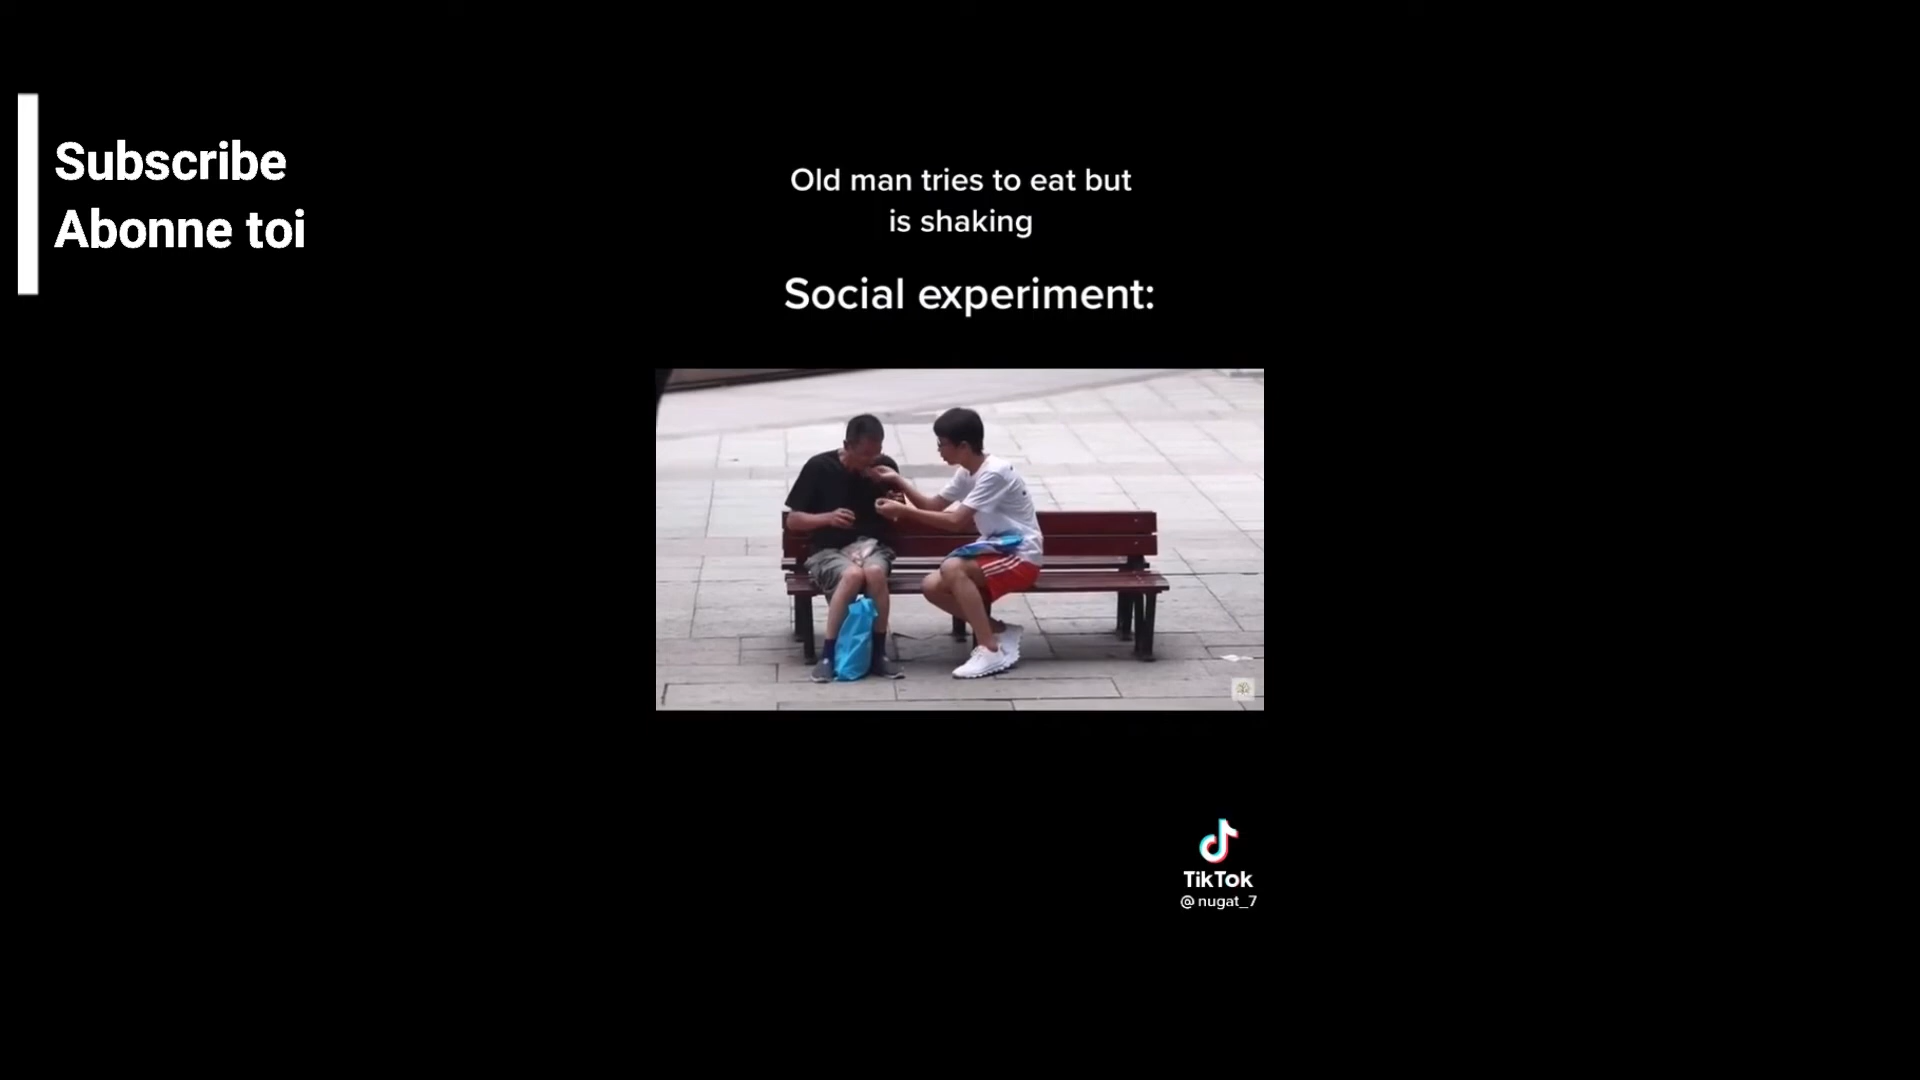 Subscribe
Abonne toi
Old man tries to eat but
is shaking
Social experiment:
TikTok
@nugat_7